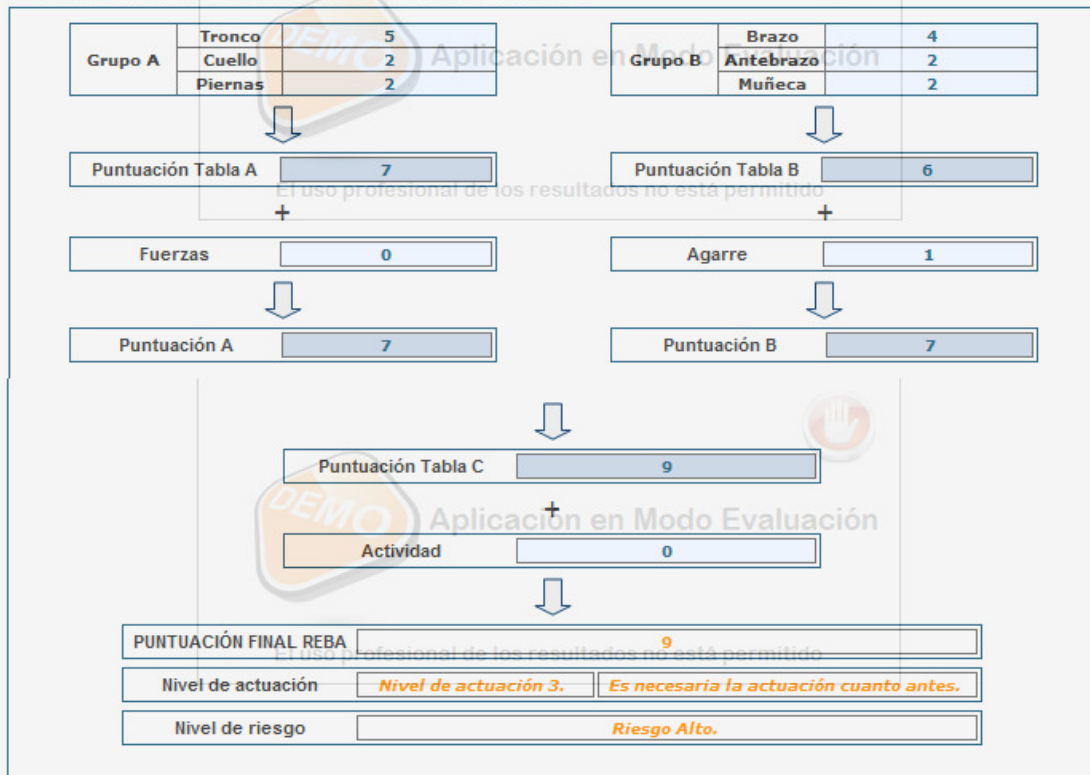 Grupo A
Tronco 5
Cuello 2
Piernas 2
Grupo B
Brazo 4
Antebrazo 2
Muñeca 2
DEMO Aplicación en Modo Evaluación
Puntuación Tabla A 7
Puntuación Tabla B 6
El uso profesional de los resultados no está permitido
+
+
Fuerzas 0
Agarre 1
Puntuación A 7
Puntuación B 7
Puntuación Tabla C 9
+
DEMO Aplicación en Modo Evaluación
Actividad 0
PUNTUACIÓN FINAL REBA 9
El uso profesional de los resultados no está permitido
Nivel de actuación Nivel de actuación 3. Es necesaria la actuación cuanto antes.
Nivel de riesgo Riesgo Alto.